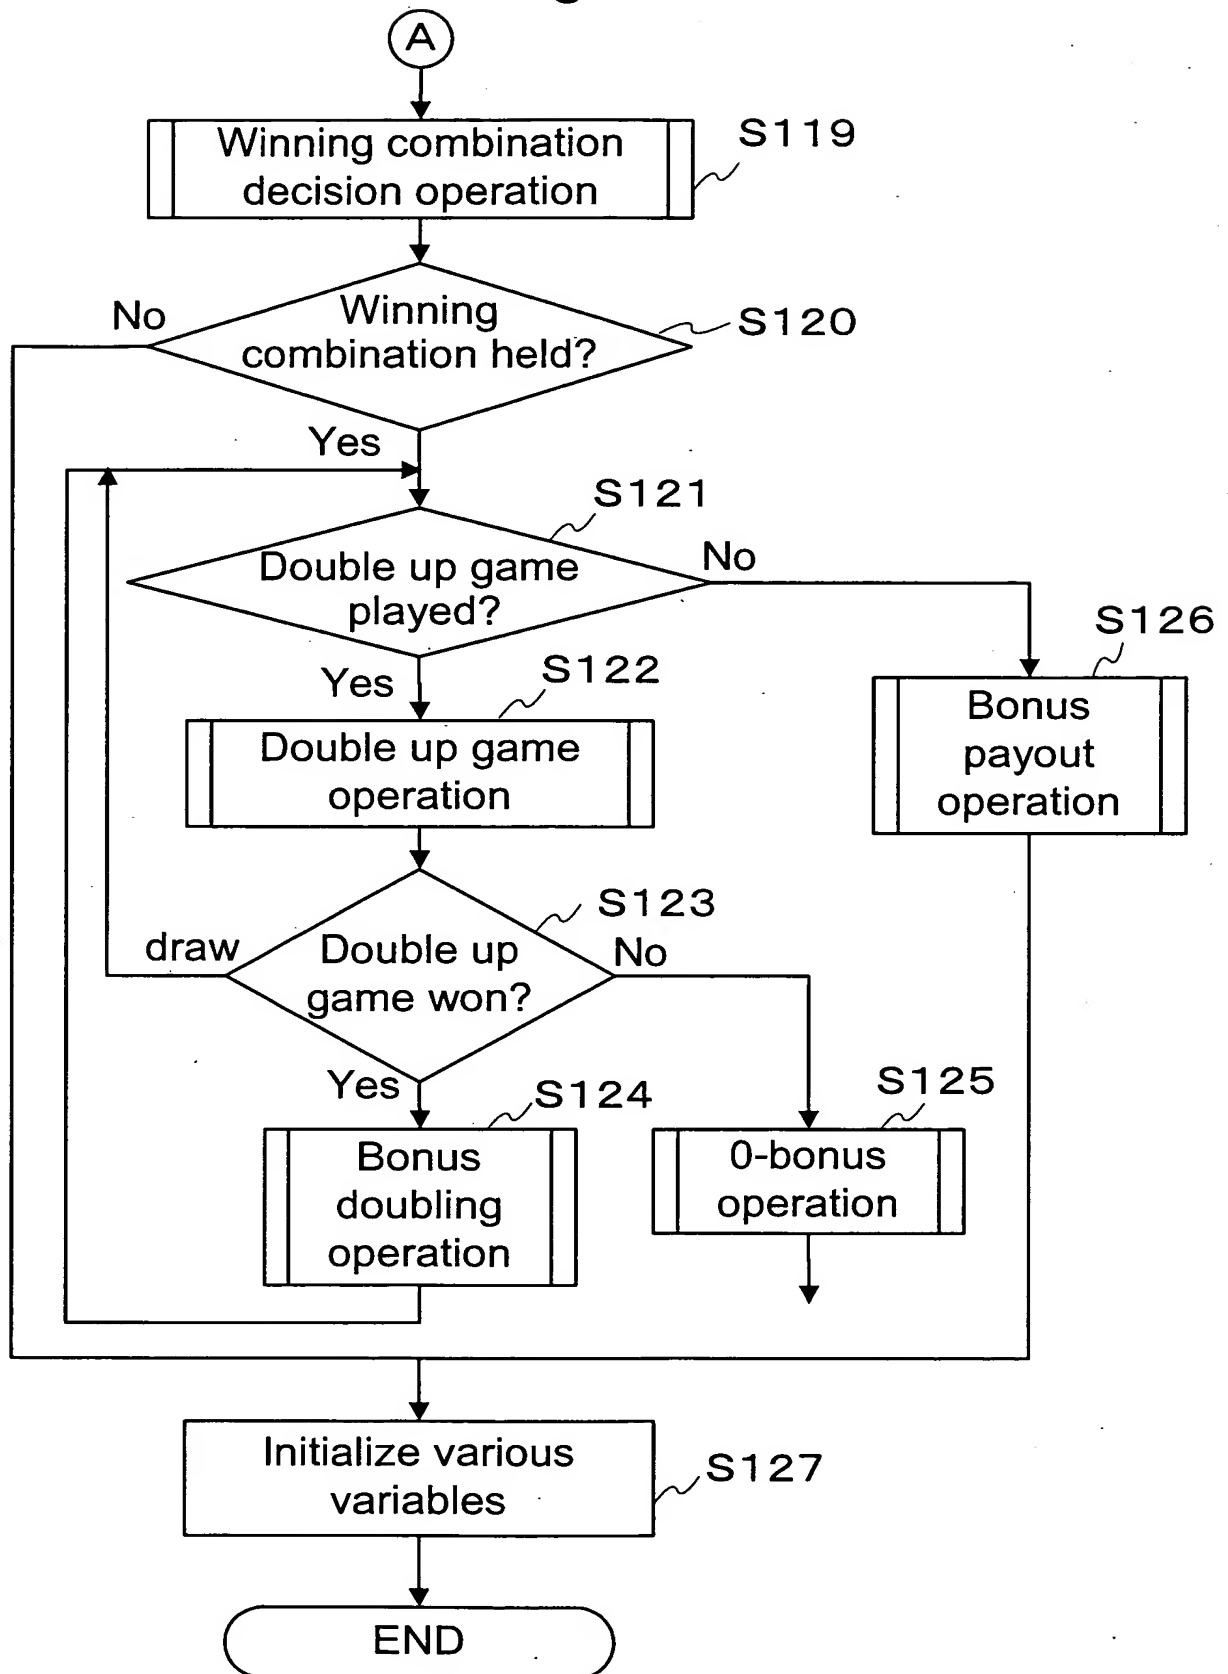 A
Winning combination
decision operation
S119
No
Winning
combination held?
S120
Yes
S121
Double up game
played?
No
S126
Yes
S122
Double up game
operation
Bonus
payout
operation
S123
draw
Double up
game won?
No
Yes
S124
S125
Bonus
doubling
operation
0-bonus
operation
Initialize various
variables
S127
END